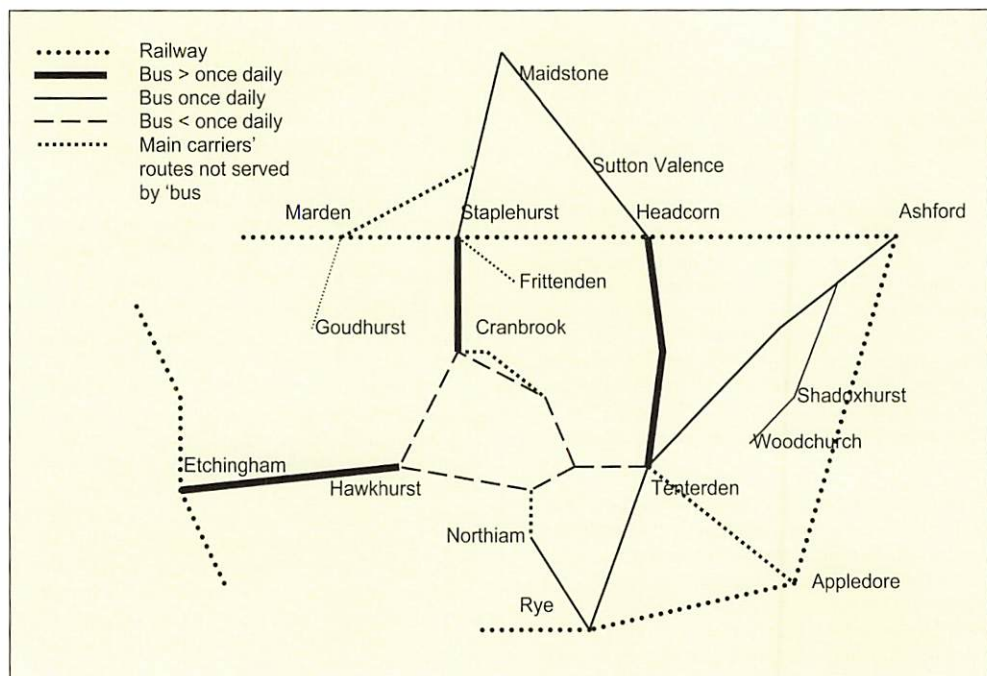 Railway
Bus > once daily
Bus once daily
Bus < once daily
Main carriers'
routes not served
by 'bus
Maidstone
Sutton Valence
Marden
Staplehurst
Headcorn
Ashford
Frittenden
Goudhurst
Cranbrook
Shadoxhurst
Woodchurch
Etchingham
Hawkhurst
Tenterden
Northiam
Appledore
Rye